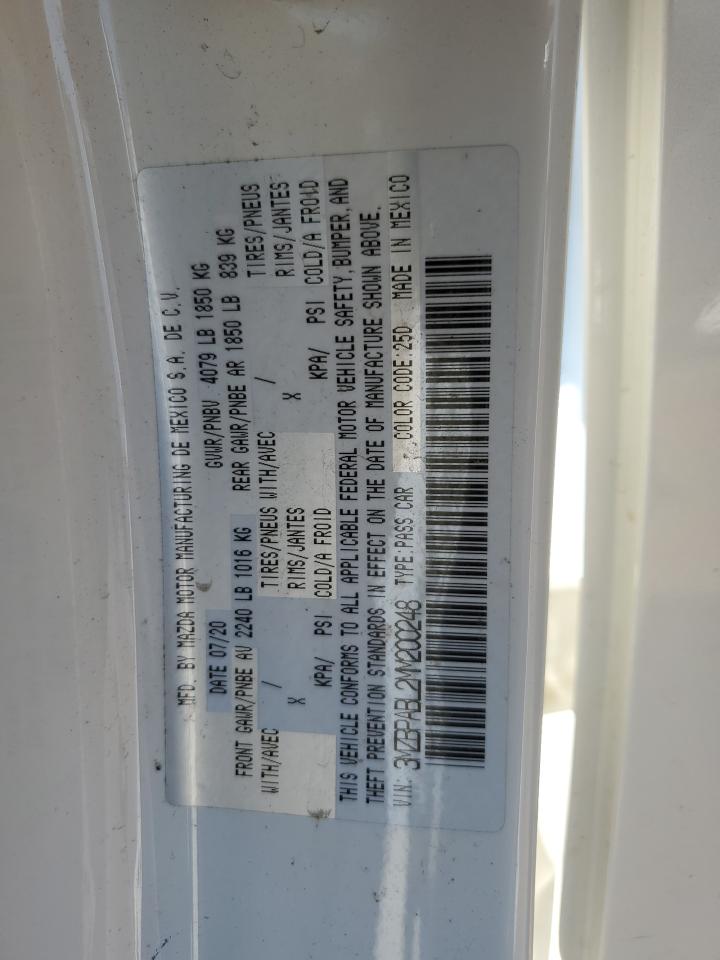 MFD. BY MAZDA MOTOR MANUFACTURING DE MEXICO S.A. DE C.V.
DATE 07/20 GVWR/PNBV 4079 LB 1850 KG
FRONT GAWR/PNBE AV 2240 LB 1016 KG REAR GAWR/PNBE AR 1850 LB 839 KG
WITH/AVEC / TIRES/PNEUS WITH/AVEC / TIRES/PNEUS
X RIMS/JANTES X RIMS/JANTES
KPA/ PSI COLD/A FROID KPA/ PSI COLD/A FROID
THIS VEHICLE CONFORMS TO ALL APPLICABLE FEDERAL MOTOR VEHICLE SAFETY, BUMPER, AND
THEFT PREVENTION STANDARDS IN EFFECT ON THE DATE OF MANUFACTURE SHOWN ABOVE.
VIN: 3MZBPABL2MM200248 TYPE:PASS CAR COLOR CODE:25D MADE IN MEXICO